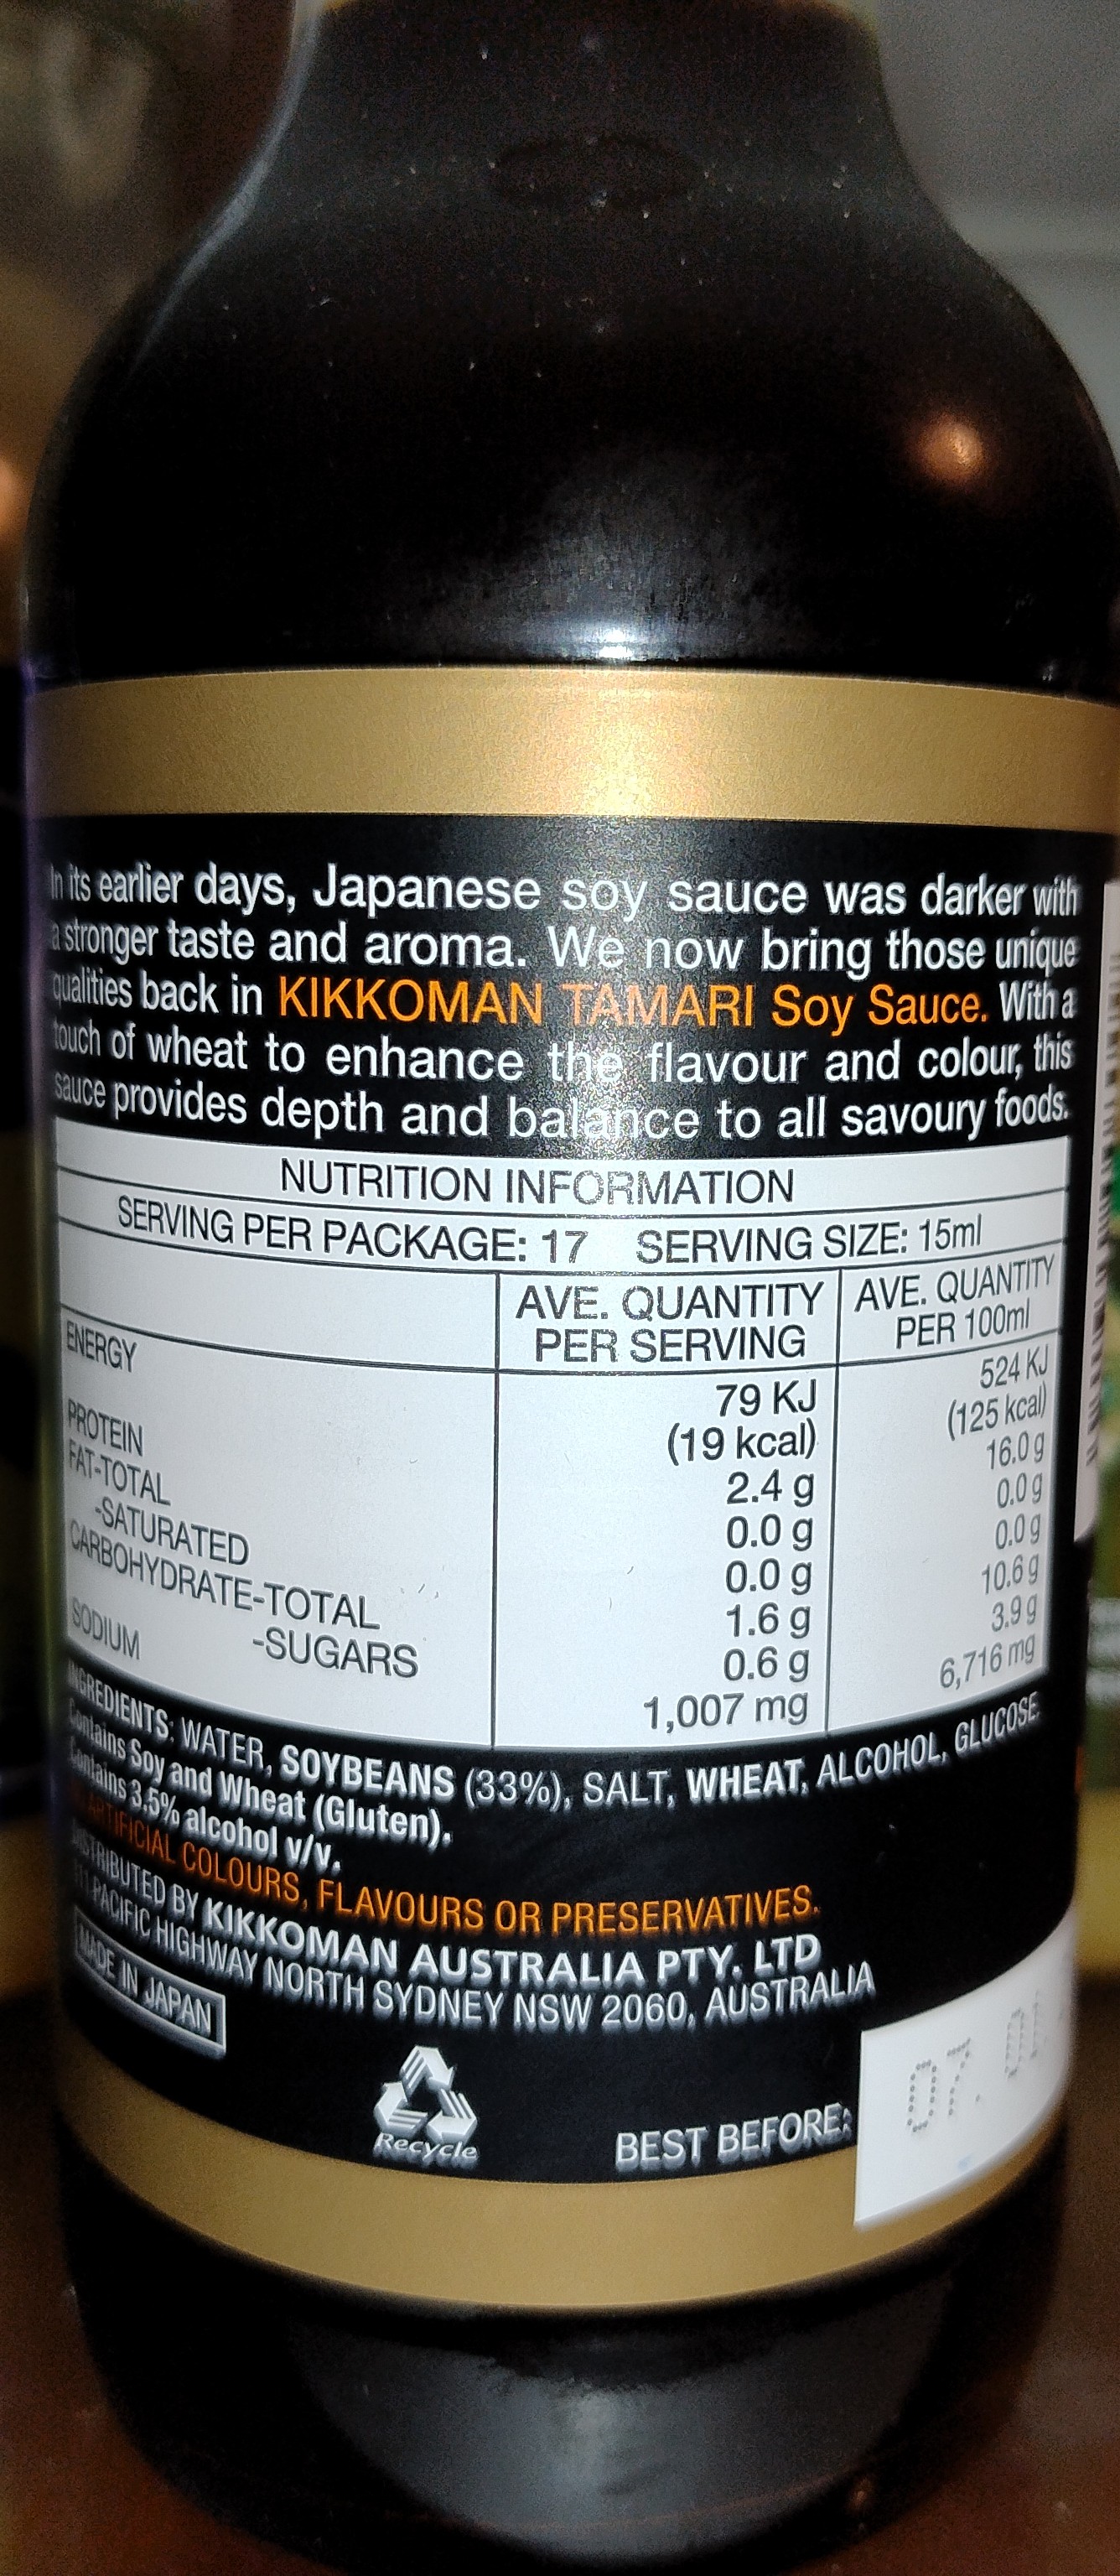 In its earlier days, Japanese soy sauce was darker with
a stronger taste and aroma. We now bring those unique
qualities back in KIKKOMAN TAMARI Soy Sauce. With a
touch of wheat to enhance the flavour and colour, this
sauce provides depth and balance to all savoury foods.
NUTRITION INFORMATION
SERVING PER PACKAGE: 17 SERVING SIZE: 15ml
AVE. QUANTITY PER SERVING AVE. QUANTITY PER 100ml
ENERGY 79 KJ 524 KJ
(19 kcal) (125 kcal)
PROTEIN 2.4 g 16.0 g
FAT-TOTAL 0.0 g 0.0 g
-SATURATED 0.0 g 0.0 g
CARBOHYDRATE-TOTAL 1.6 g 10.6 g
-SUGARS 0.6 g 3.9 g
SODIUM 1,007 mg 6,716 mg
INGREDIENTS: WATER, SOYBEANS (33%), SALT, WHEAT, ALCOHOL, GLUCOSE.
Contains Soy and Wheat (Gluten).
Contains 3.5% alcohol v/v.
ARTIFICIAL COLOURS, FLAVOURS OR PRESERVATIVES.
DISTRIBUTED BY KIKKOMAN AUSTRALIA PTY. LTD
PACIFIC HIGHWAY NORTH SYDNEY NSW 2060, AUSTRALIA
MADE IN JAPAN
Recycle
BEST BEFORE: 07.